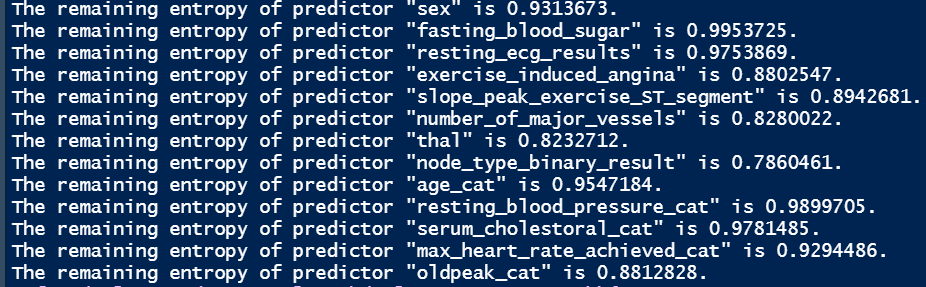 The remaining entropy of predictor "sex" is 0.9313673.
The remaining entropy of predictor "fasting_blood_sugar" is 0.9953725.
The remaining entropy of predictor "resting_ecg_results" is 0.9753869.
The remaining entropy of predictor "exercise_induced_angina" is 0.8802547.
The remaining entropy of predictor "slope_peak_exercise_ST_segment" is 0.8942681.
The remaining entropy of predictor "number_of_major_vessels" is 0.8280022.
The remaining entropy of predictor "thal" is 0.8232712.
The remaining entropy of predictor "node_type_binary_result" is 0.7860461.
The remaining entropy of predictor "age_cat" is 0.9547184.
The remaining entropy of predictor "resting_blood_pressure_cat" is 0.9899705.
The remaining entropy of predictor "serum_cholestoral_cat" is 0.9781485.
The remaining entropy of predictor "max_heart_rate_achieved_cat" is 0.9294486.
The remaining entropy of predictor "oldpeak_cat" is 0.8812828.